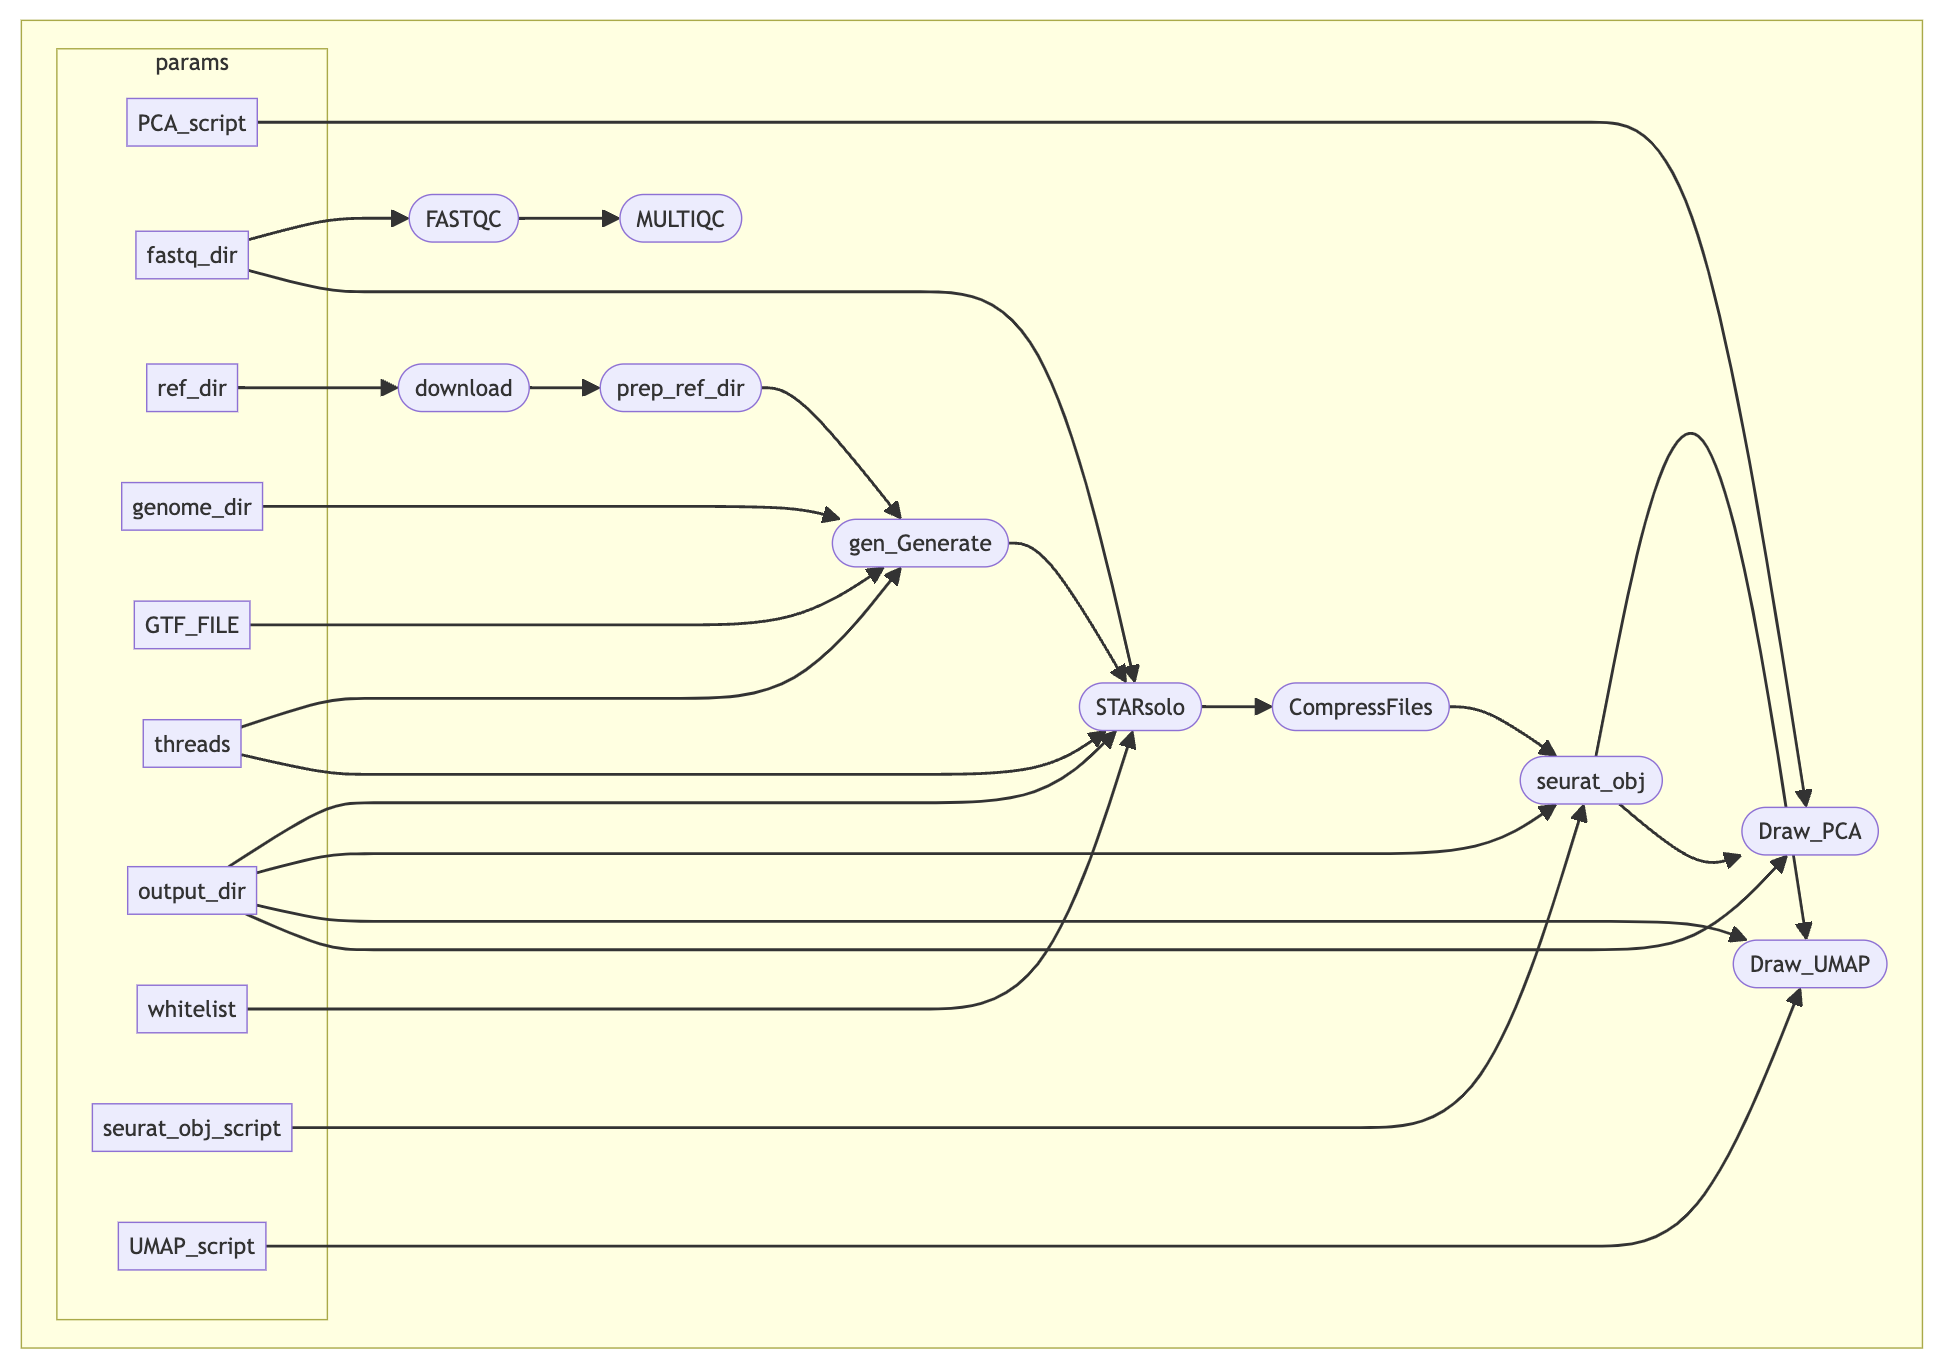 params
PCA_script
FASTQC
MULTIQC
fastq_dir
ref_dir
download
prep_ref_dir
genome_dir
gen_Generate
GTF_FILE
STARsolo
CompressFiles
threads
seurat_obj
Draw_PCA
output_dir
Draw_UMAP
whitelist
seurat_obj_script
UMAP_script